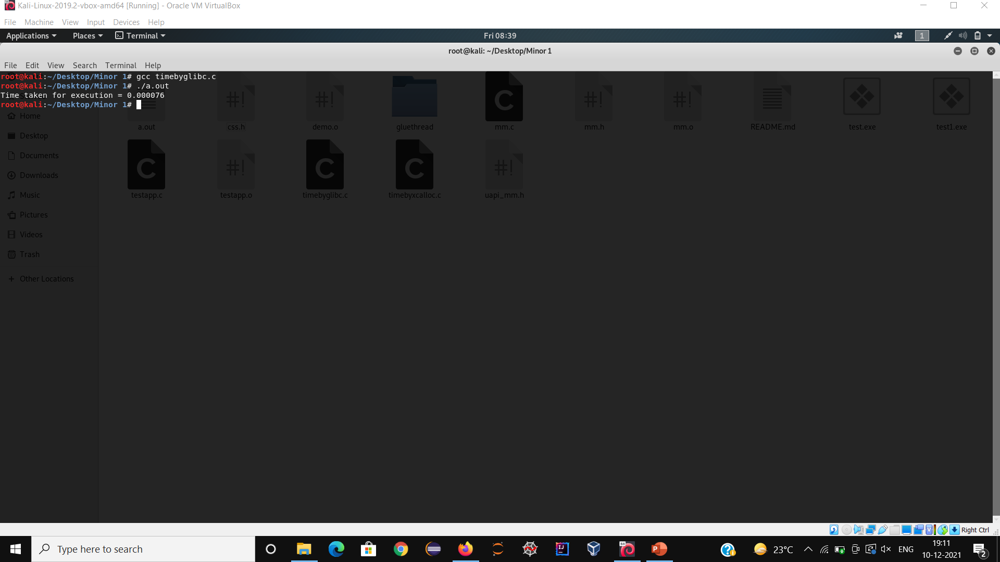 Kali-Linux-2019.2-vbox-amd64 [Running] - Oracle VM VirtualBox
File Machine View Input Devices Help
Applications Places Terminal Fri 08:39 1
root@kali: ~/Desktop/Minor 1
File Edit View Search Terminal Help
root@kali:~/Desktop/Minor 1# gcc timebyglibc.c
root@kali:~/Desktop/Minor 1# ./a.out
Time taken for execution = 0.000076
root@kali:~/Desktop/Minor 1#
Home
a.out css.h demo.o gluethread mm.c mm.h mm.o README.md test.exe test1.exe
Desktop
Documents
Downloads
Music
testapp.c testapp.o timebyglibc.c timebyxcalloc.c uapi_mm.h
Pictures
Videos
Trash
Other Locations
Right Ctrl
Type here to search
23°C ENG
19:11
10-12-2021
2